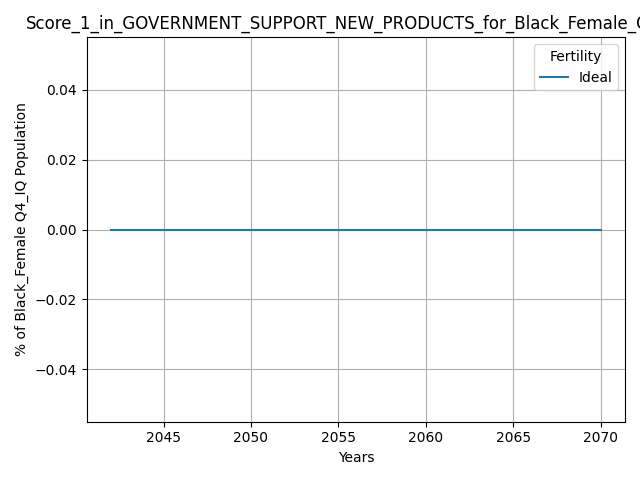 Score_1_in_GOVERNMENT_SUPPORT_NEW_PRODUCTS_for_Black_Female_
Fertility
Ideal
0.04
0.02
0.00
−0.02
−0.04
% of Black_Female Q4_IQ Population
2045 2050 2055 2060 2065 2070
Years